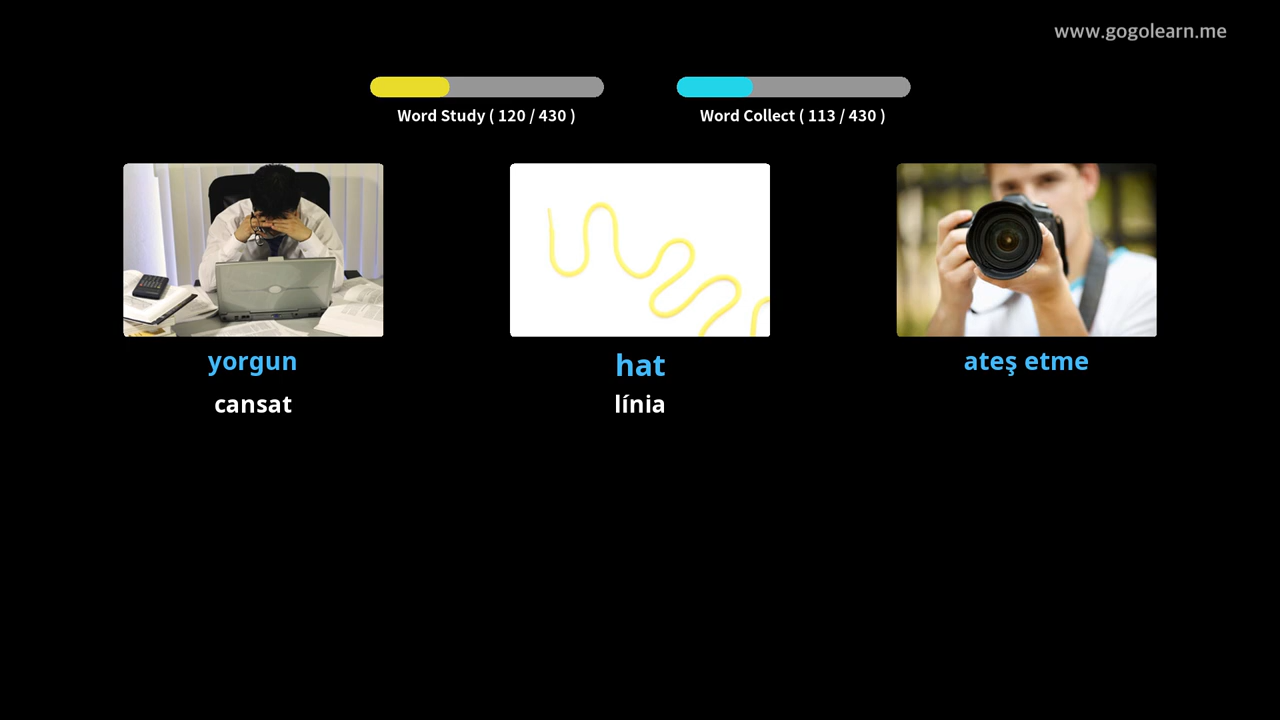 www.gogolearn.me
Word Study ( 120 / 430 )
Word Collect ( 113 / 430 )
yorgun
hat
ateş etme
cansat
línia